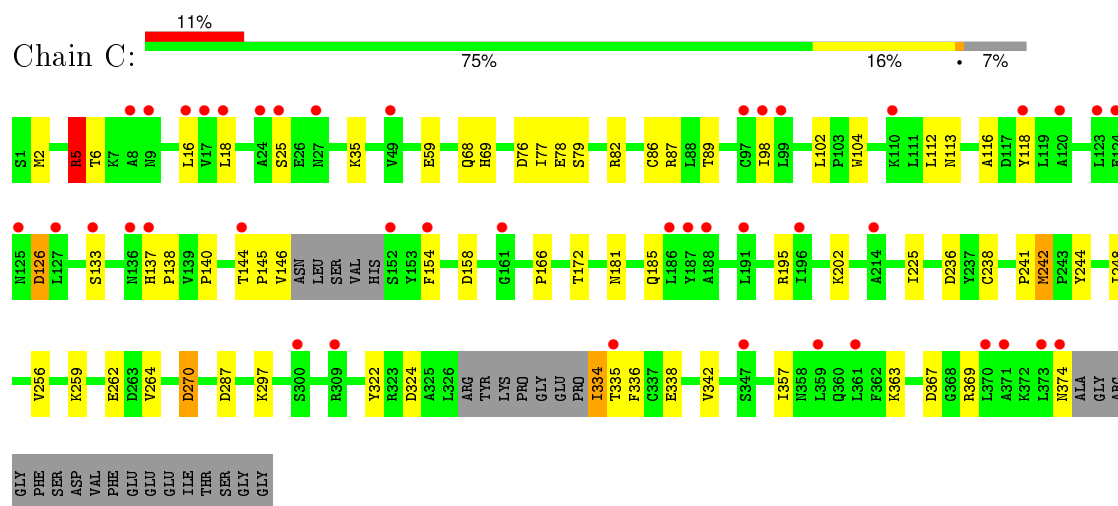 11%
Chain C:
75% 16% • 7%
S1 M2 R5 T6 K7 A8 N9 L16 V17 L18 A24 S25 E26 N27 K35 V49 E59 Q68 H69 D76 I77 E78 S79 R82 C86 R87 L88 T89 C97 I98 L99 L102 P103 W104 K110 L111 L112 N113 A116 D117 Y118 L119 A120 L123 E124
N125 D126 L127 S133 N136 H137 P138 V139 P140 T144 P145 V146 ASN LEU SER VAL HIS S152 Y153 F154 D158 G161 P166 T172 N181 Q185 L186 Y187 A188 L191 R195 I196 K202 A214 I225 D236 Y237 C238 P241 M242 P243 Y244
V256 K259 E262 D263 V264 D270 D287 K297 S300 R309 Y322 R323 D324 A325 L326 ARG TYR LYS PRO GLY GLU PRO I334 T335 F336 C337 E338 V342 S347 I357 N358 L359 Q360 L361 F362 K363 D367 G368 R369 L370 A371 K372 L373 N374 ALA GLY
GLY PHE SER ASP VAL PHE GLU GLU GLU ILE THR SER GLY GLY